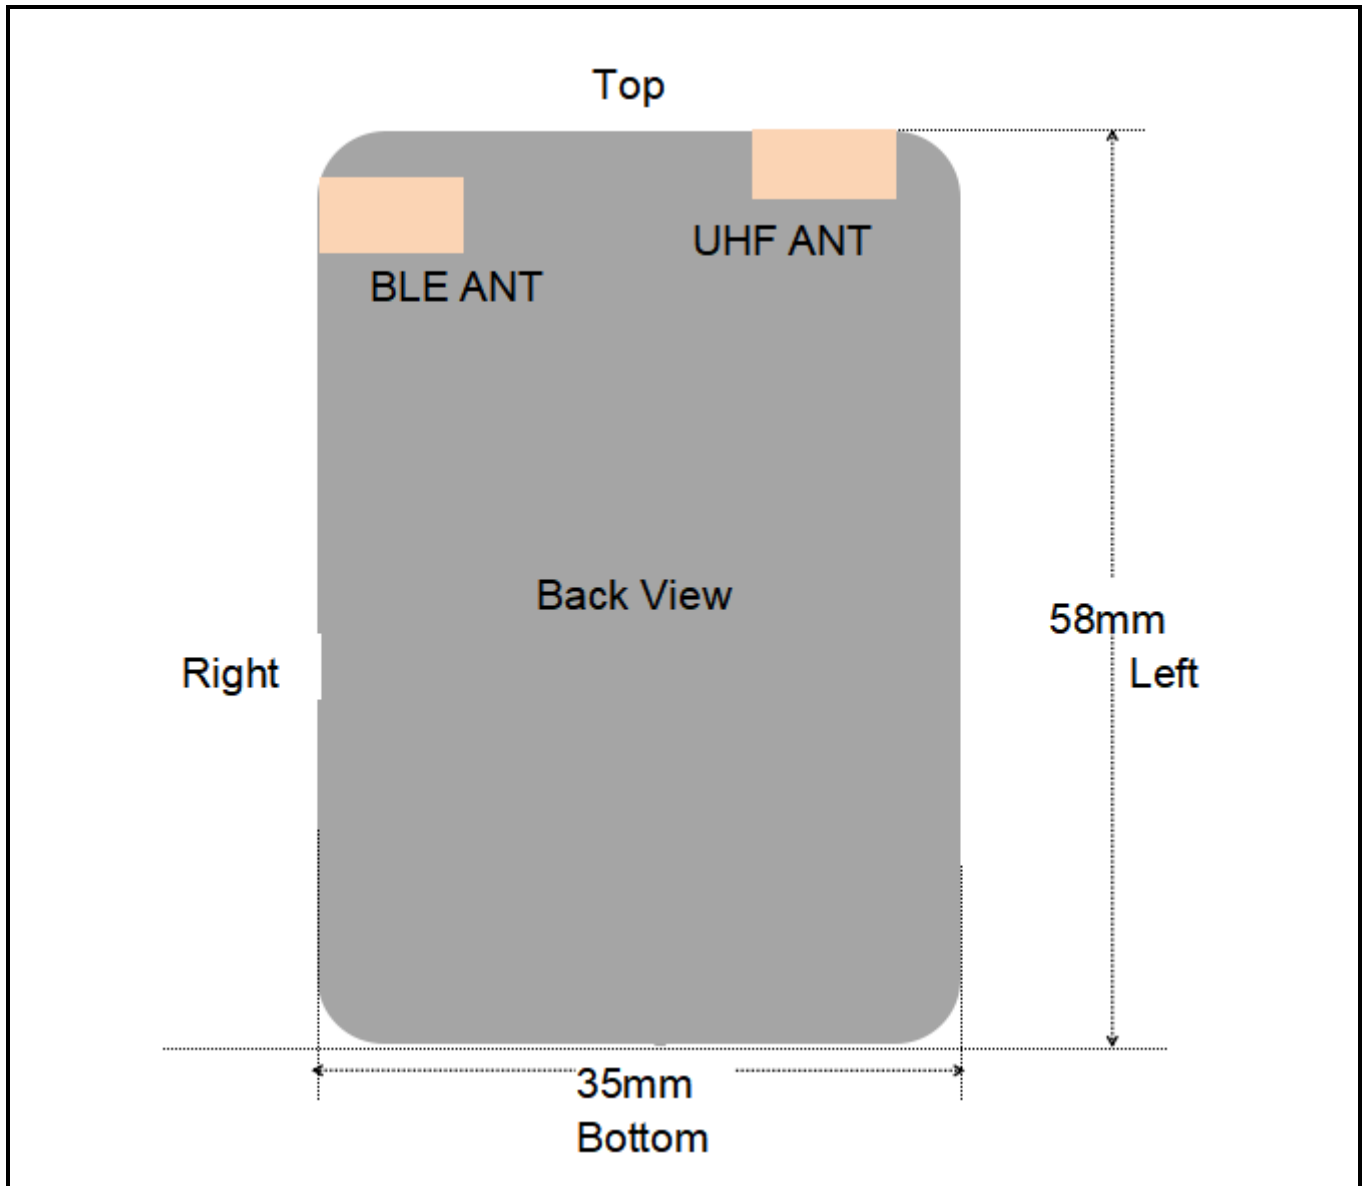 Top
UHF ANT
BLE ANT
Back View
58mm
Right
Left
35mm
Bottom